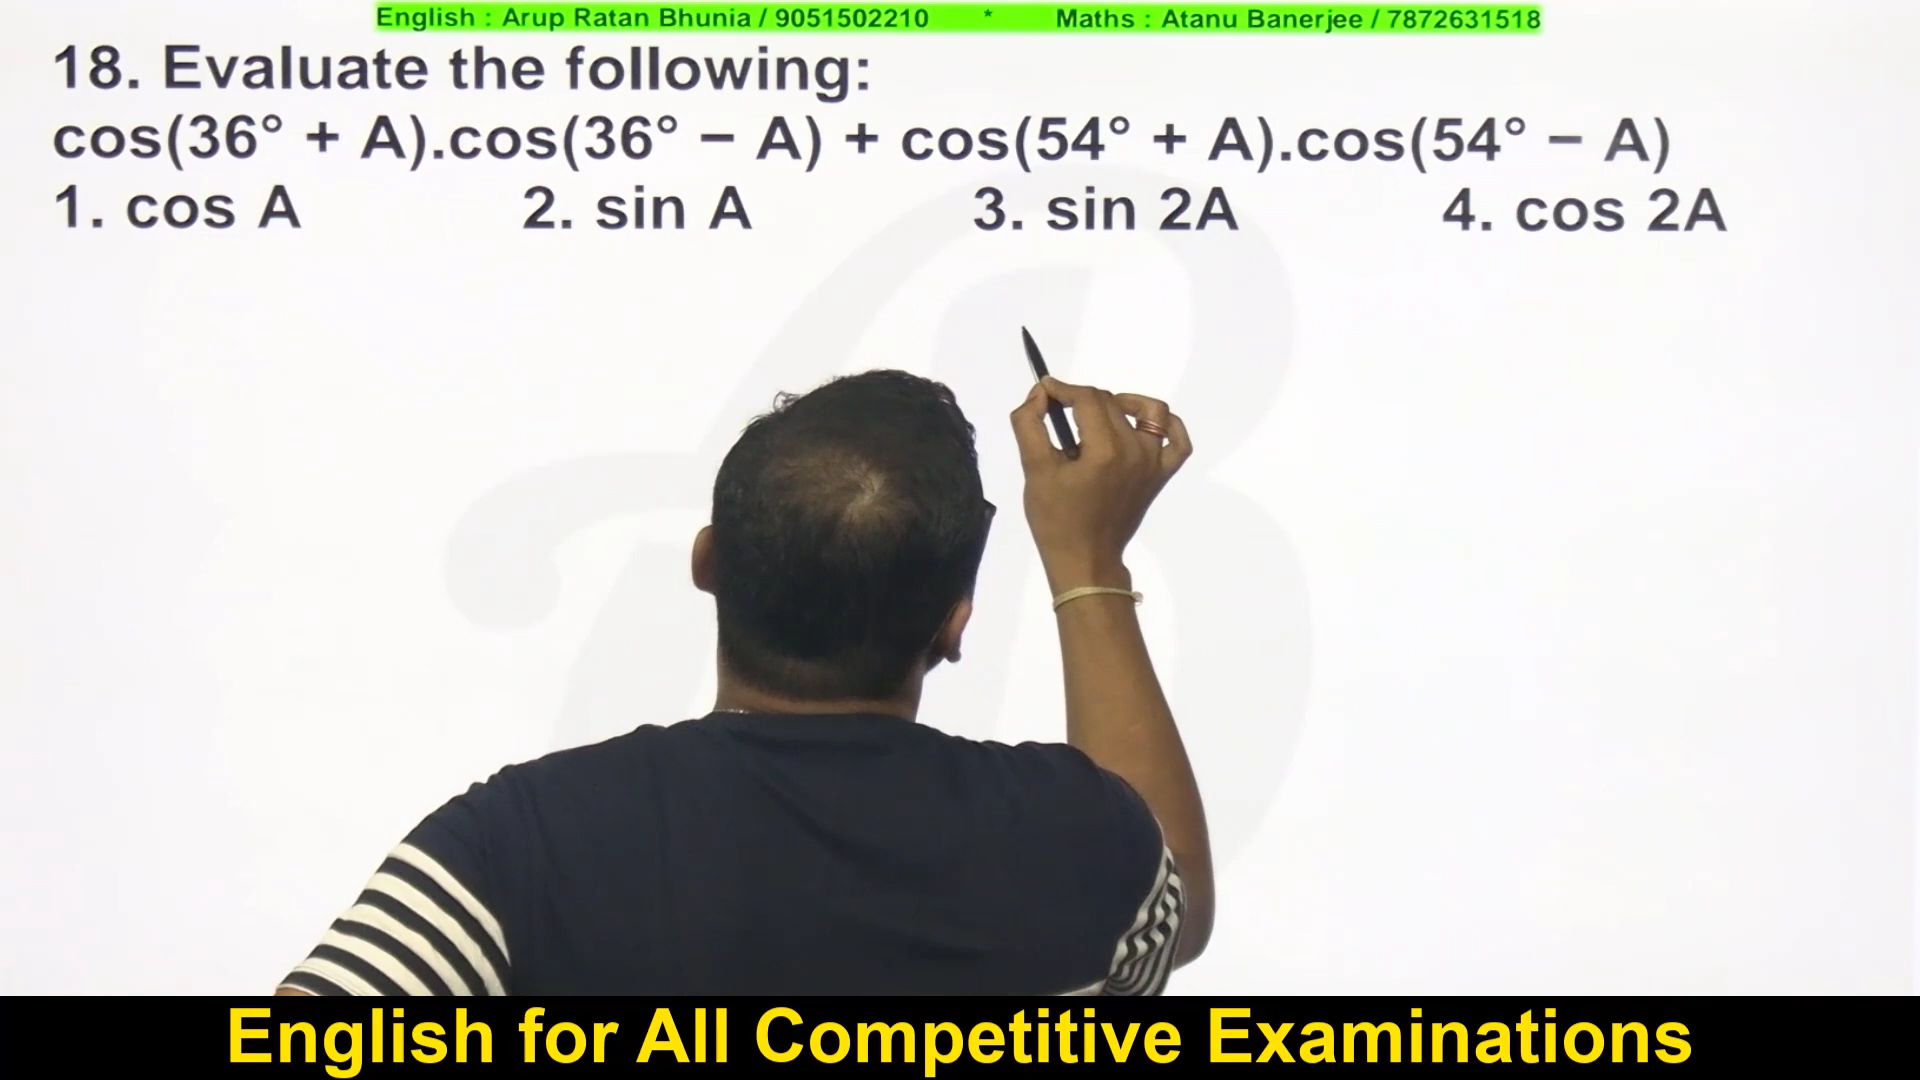 English : Arup Ratan Bhunia / 9051502210 * Maths : Atanu Banerjee / 7872631518
18. Evaluate the following:
cos(36° + A).cos(36° − A) + cos(54° + A).cos(54° − A)
1. cos A 2. sin A 3. sin 2A 4. cos 2A
English for All Competitive Examinations